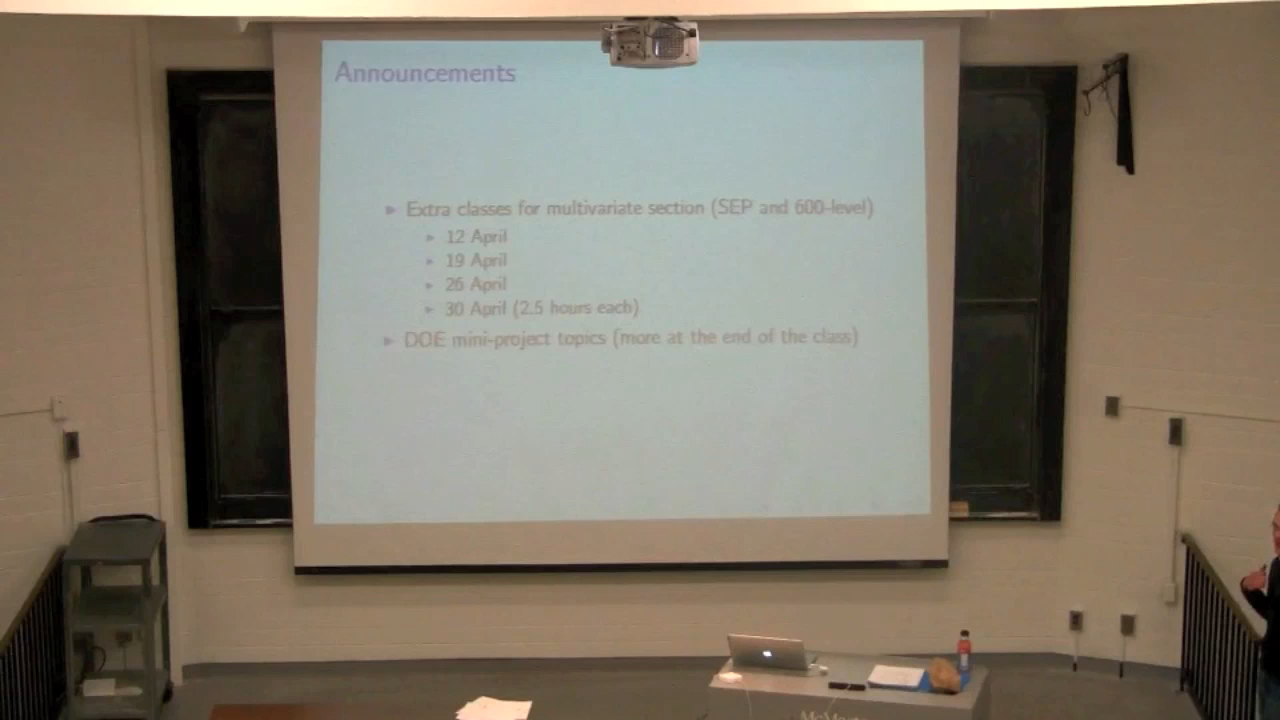 Announcements
Extra classes for multivariate section (SEP and 600-level)
12 April
19 April
26 April
30 April (2.5 hours each)
DOE mini-project topics (more at the end of the class)